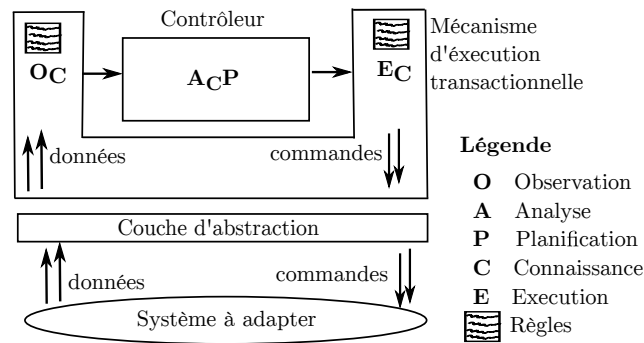 Contrôleur
Mécanisme
d'éxecution
transactionnelle
OC
ACP
EC
données
commandes
Couche d'abstraction
données
commandes
Système à adapter
Légende
O Observation
A Analyse
P Planification
C Connaissance
E Execution
Règles